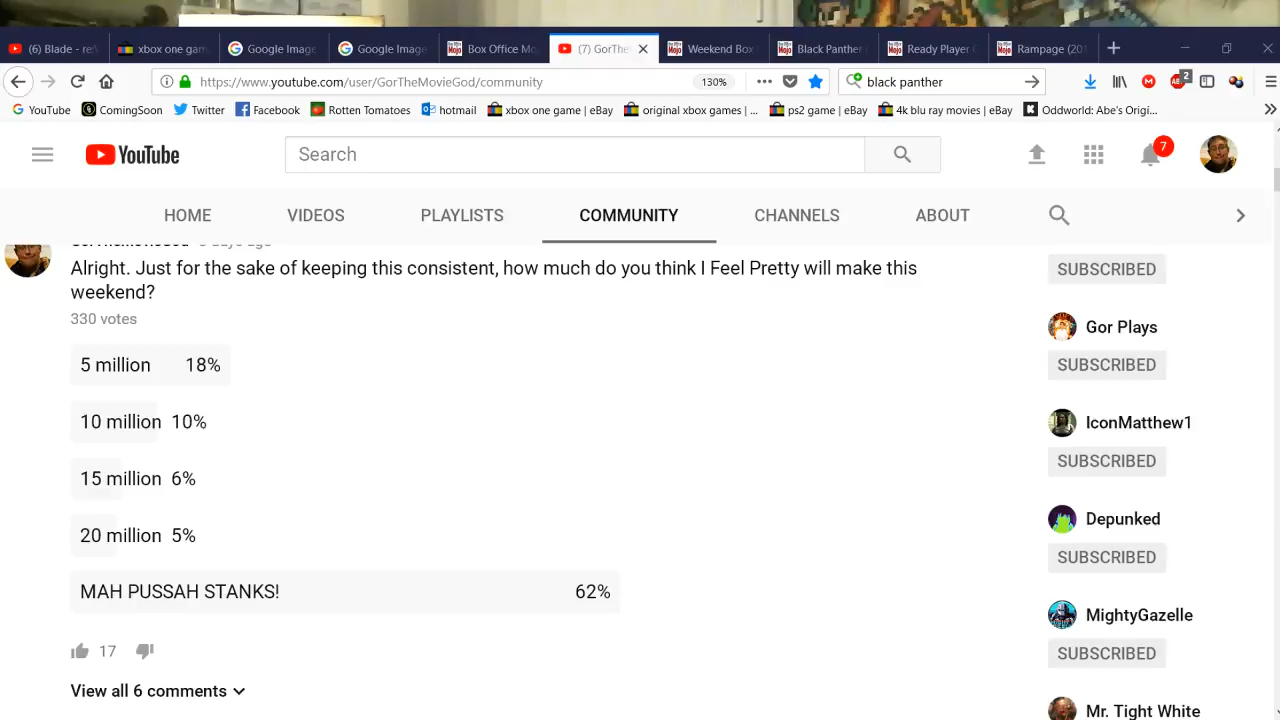 (6) Blade - re:V
xbox one gam
Google Imag
Google Imag
Box Office Mo
(7) GorThe
Weekend Box
Black Panther
Ready Player
Rampage (201
https://www.youtube.com/user/GorTheMovieGod/community
130%
black panther
2
YouTube
ComingSoon
Twitter
Facebook
Rotten Tomatoes
hotmail
xbox one game | eBay
original xbox games | ...
ps2 game | eBay
4k blu ray movies | eBay
Oddworld: Abe's Origi...
YouTube
Search
7
HOME
VIDEOS
PLAYLISTS
COMMUNITY
CHANNELS
ABOUT
Alright. Just for the sake of keeping this consistent, how much do you think I Feel Pretty will make this
weekend?
330 votes
5 million 18%
10 million 10%
15 million 6%
20 million 5%
MAH PUSSAH STANKS! 62%
17
View all 6 comments
SUBSCRIBED
Gor Plays
SUBSCRIBED
IconMatthew1
SUBSCRIBED
Depunked
SUBSCRIBED
MightyGazelle
SUBSCRIBED
Mr. Tight White